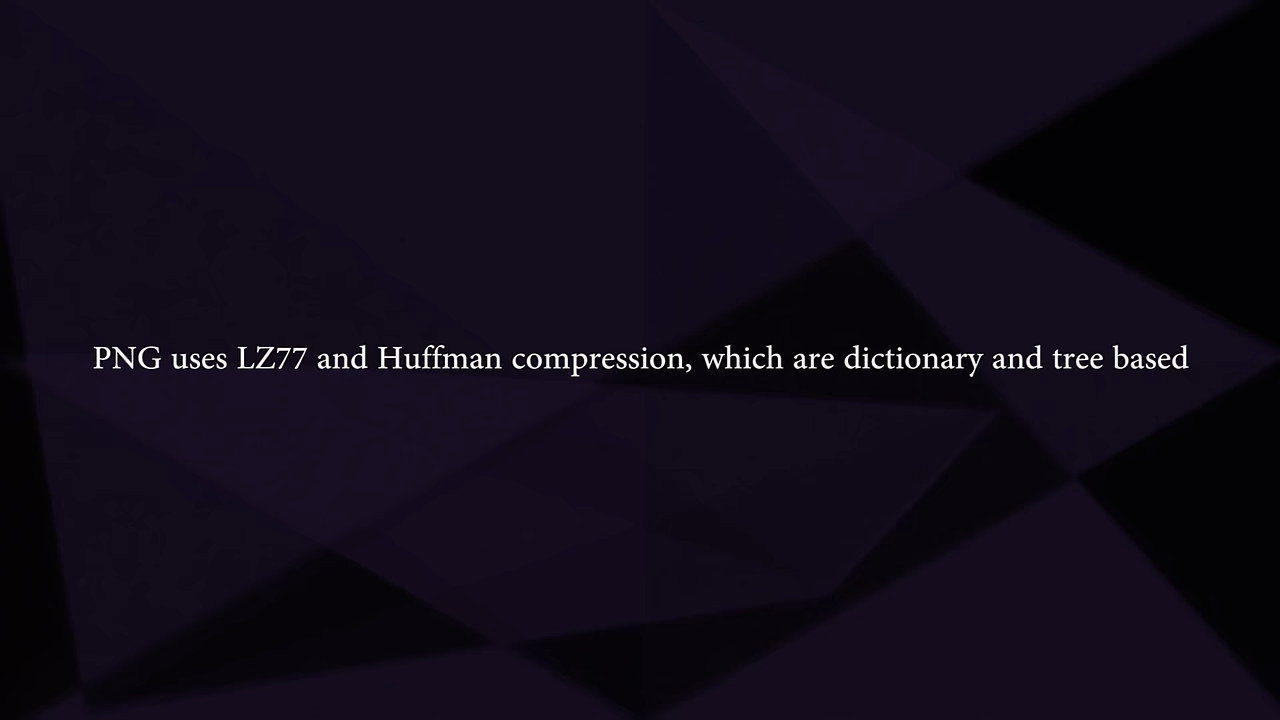 PNG uses LZ77 and Huffman compression, which are dictionary and tree based